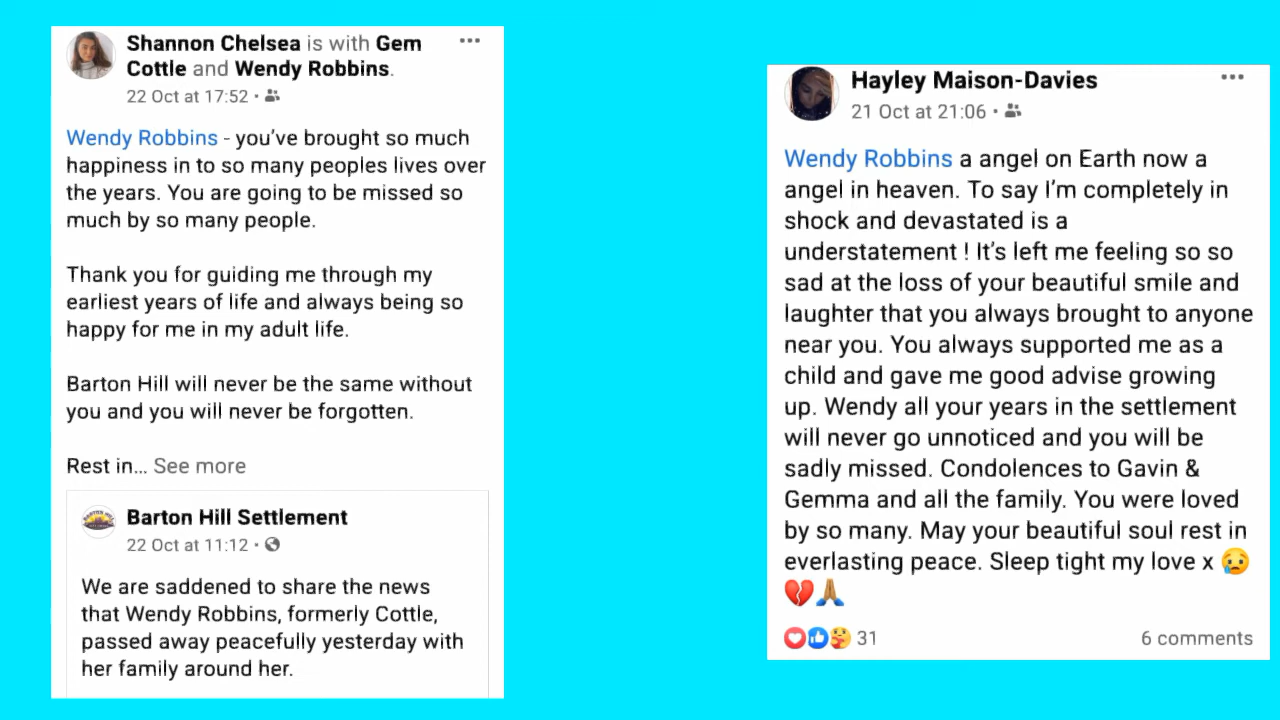 Shannon Chelsea is with Gem
Cottle and Wendy Robbins.
22 Oct at 17:52 •
Wendy Robbins - you’ve brought so much
happiness in to so many peoples lives over
the years. You are going to be missed so
much by so many people.
Thank you for guiding me through my
earliest years of life and always being so
happy for me in my adult life.
Barton Hill will never be the same without
you and you will never be forgotten.
Rest in... See more
Barton Hill Settlement
22 Oct at 11:12 •
We are saddened to share the news
that Wendy Robbins, formerly Cottle,
passed away peacefully yesterday with
her family around her.
Hayley Maison-Davies
21 Oct at 21:06 •
Wendy Robbins a angel on Earth now a
angel in heaven. To say I’m completely in
shock and devastated is a
understatement ! It’s left me feeling so so
sad at the loss of your beautiful smile and
laughter that you always brought to anyone
near you. You always supported me as a
child and gave me good advise growing
up. Wendy all your years in the settlement
will never go unnoticed and you will be
sadly missed. Condolences to Gavin &
Gemma and all the family. You were loved
by so many. May your beautiful soul rest in
everlasting peace. Sleep tight my love x 😥
💔🙏🏽
31
6 comments